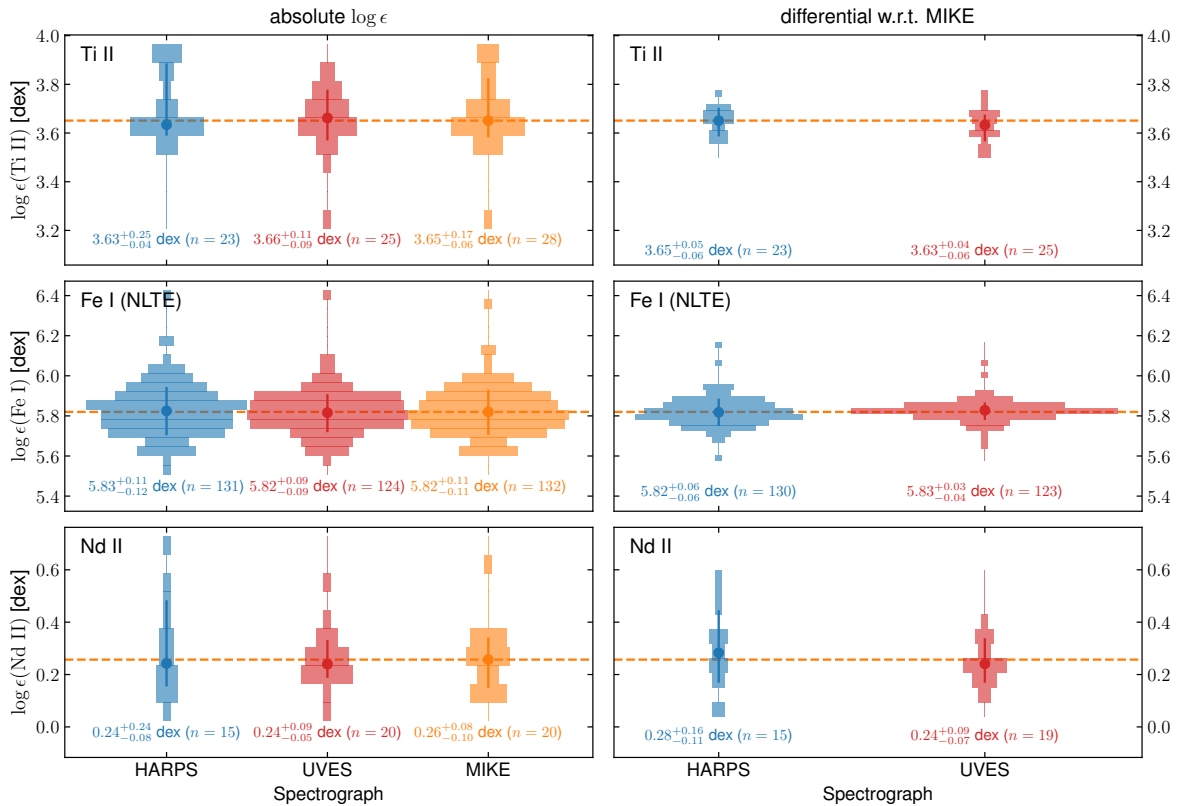 absolute log ϵ
differential w.r.t. MIKE
4.0
3.8
3.6
3.4
3.2
log ϵ(Ti II) [dex]
Ti II
3.63+0.25−0.04 dex (n = 23)
3.66+0.11−0.09 dex (n = 25)
3.65+0.17−0.06 dex (n = 28)
Ti II
3.65+0.05−0.06 dex (n = 23)
3.63+0.04−0.06 dex (n = 25)
4.0
3.8
3.6
3.4
3.2
6.4
6.2
6.0
5.8
5.6
5.4
log ϵ(Fe I) [dex]
Fe I (NLTE)
5.83+0.11−0.12 dex (n = 131)
5.82+0.09−0.09 dex (n = 124)
5.82+0.11−0.11 dex (n = 132)
Fe I (NLTE)
5.82+0.06−0.06 dex (n = 130)
5.83+0.03−0.04 dex (n = 123)
6.4
6.2
6.0
5.8
5.6
5.4
0.6
0.4
0.2
0.0
log ϵ(Nd II) [dex]
Nd II
0.24+0.24−0.08 dex (n = 15)
0.24+0.09−0.05 dex (n = 20)
0.26+0.08−0.10 dex (n = 20)
Nd II
0.28+0.16−0.11 dex (n = 15)
0.24+0.09−0.07 dex (n = 19)
0.6
0.4
0.2
0.0
HARPS UVES MIKE
Spectrograph
HARPS UVES
Spectrograph